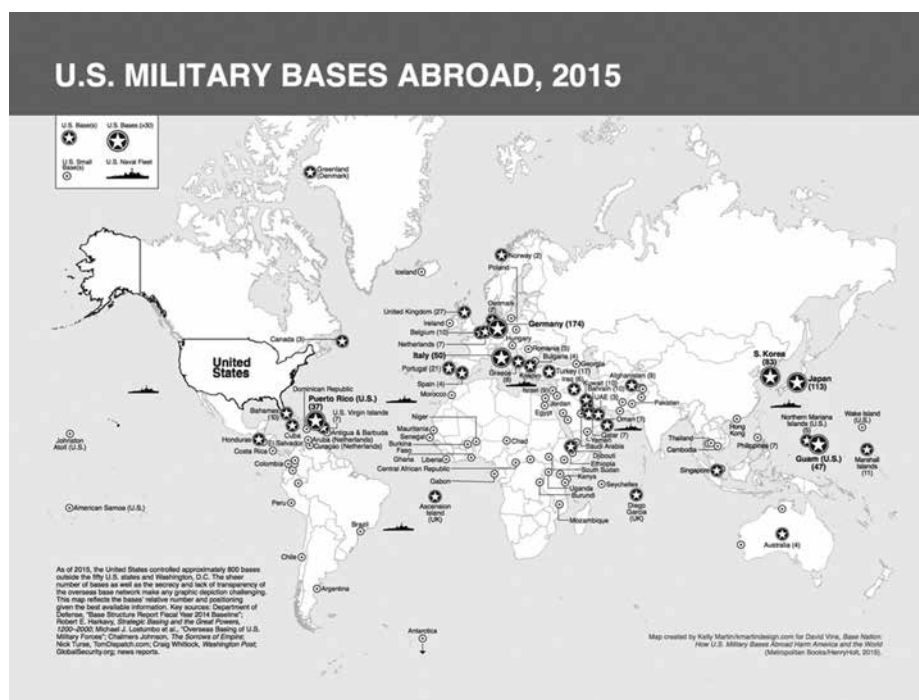 U.S. MILITARY BASES ABROAD, 2015
U.S. Base(s)
U.S. Bases (>30)
U.S. Small
Base(s)
U.S. Naval Fleet
Greenland
(Denmark)
Norway (2)
Iceland
Poland
United Kingdom (27)
Denmark
Ireland
Germany (174)
Belgium (10)
Netherlands (7)
Hungary
Canada (3)
Romania (5)
Italy (50)
Bulgaria (4)
Georgia
Portugal (21)
Greece
(8)
Kosovo
Turkey (17)
Afghanistan (9)
S. Korea
(83)
United
States
Iraq (6)
Kuwait (10)
Bahrain (10)
Japan
(113)
Spain (4)
Israel (6)
UAE (3)
Dominican Republic
Morocco
Jordan
Pakistan
Puerto Rico (U.S.)
(37)
Egypt
Oman (7)
Bahamas
(10)
U.S. Virgin Islands
(7)
Niger
Hong
Kong
Northern Mariana
Islands (U.S.)
(5)
Wake Island
(U.S.)
Mauritania
Qatar (7)
Cuba
Antigua & Barbuda
Senegal
Chad
Yemen
Saudi Arabia
Thailand
Philippines (7)
Johnston
Atoll (U.S.)
Honduras
El Salvador
Aruba (Netherlands)
Curacao (Netherlands)
Burkina
Faso
Djibouti
Cambodia
Guam (U.S.)
(47)
Marshall
Islands
(11)
Costa Rica
Ghana
Liberia
Ethiopia
Colombia
Central African Republic
South Sudan
Singapore
Kenya
Gabon
Seychelles
Uganda
Burundi
American Samoa (U.S.)
Peru
Ascension
Island
(UK)
Diego
Garcia
(UK)
Brazil
Mozambique
Australia (4)
Chile
Argentina
Antarctica
As of 2015, the United States controlled approximately 800 bases
outside the fifty U.S. states and Washington, D.C. The sheer
number of bases as well as the secrecy and lack of transparency of
the overseas base network make any graphic depiction challenging.
This map reflects the bases' relative number and positioning
given the best available information. Key sources: Department of
Defense, "Base Structure Report Fiscal Year 2014 Baseline";
Robert E. Harkavy, Strategic Basing and the Great Powers,
1200–2000; Michael J. Lostumbo et al., "Overseas Basing of U.S.
Military Forces"; Chalmers Johnson, The Sorrows of Empire;
Nick Turse, TomDispatch.com; Craig Whitlock, Washington Post;
GlobalSecurity.org; news reports.
Map created by Kelly Martin/kmartindesign.com for David Vine, Base Nation:
How U.S. Military Bases Abroad Harm America and the World
(Metropolitan Books/HenryHolt, 2015).